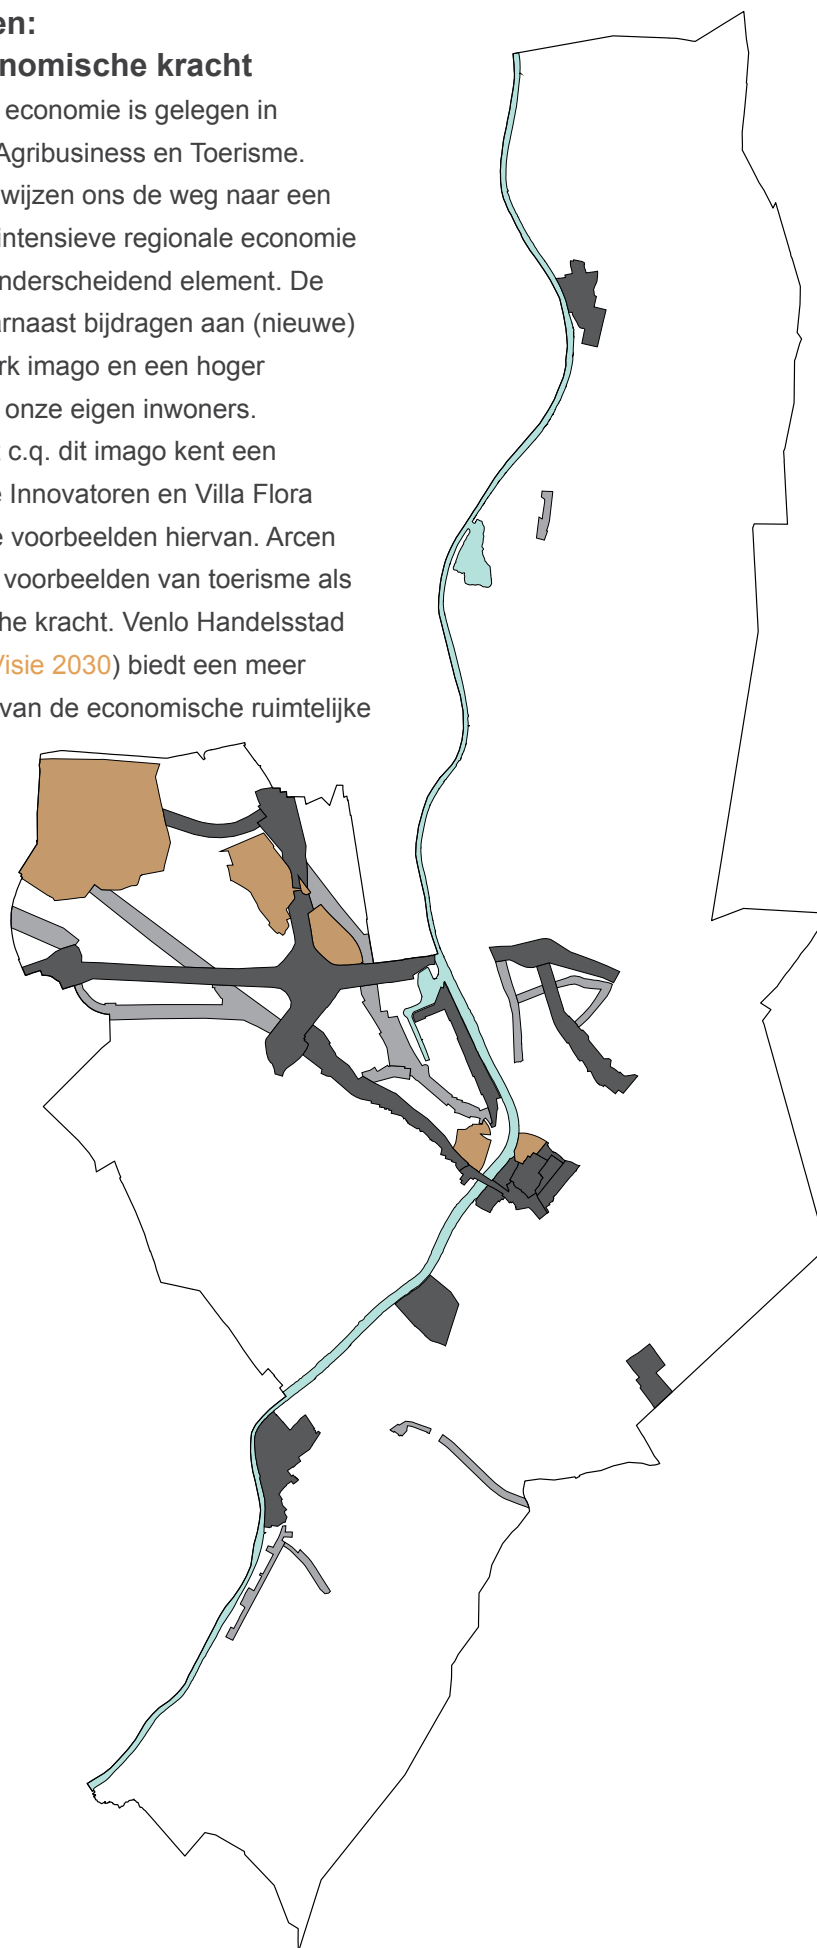 en:
nomische kracht
economie is gelegen in
Agribusiness en Toerisme.
wijzen ons de weg naar een
intensieve regionale economie
nderscheidend element. De
arnaast bijdragen aan (nieuwe)
rk imago en een hoger
onze eigen inwoners.
t c.q. dit imago kent een
e Innovatoren en Villa Flora
e voorbeelden hiervan. Arcen
voorbeelden van toerisme als
he kracht. Venlo Handelsstad
Visie 2030) biedt een meer
van de economische ruimtelijke